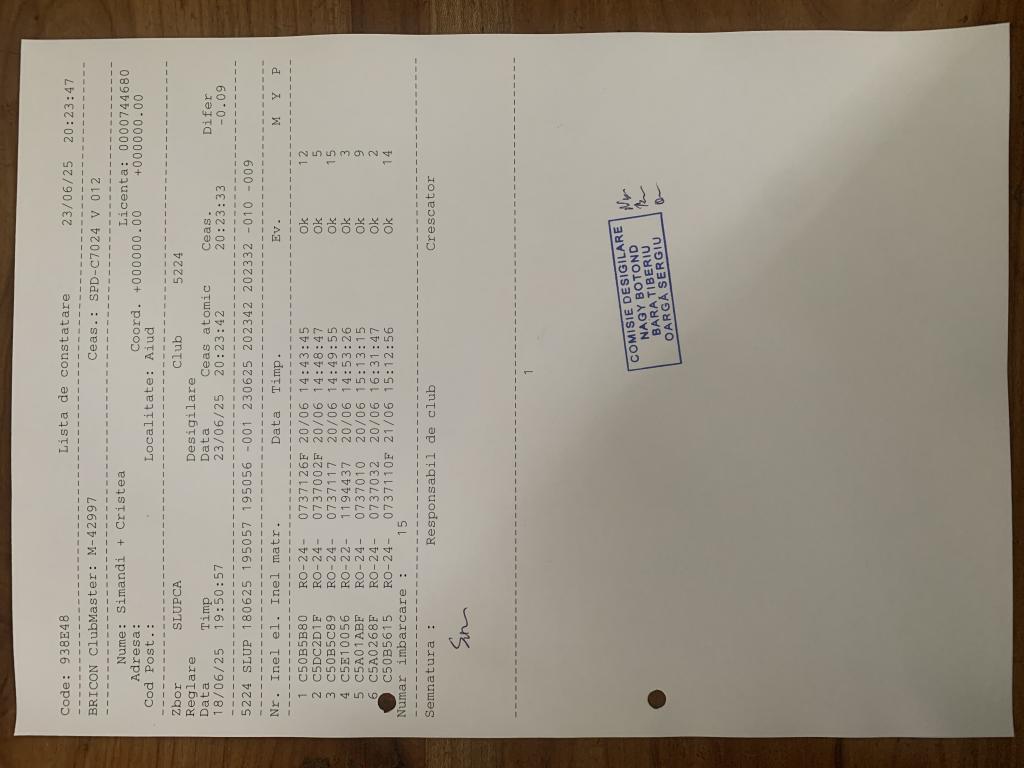 Code: 938E48 Lista de constatare 23/06/25 20:23:47
BRICON ClubMaster: M-42997 Ceas.: SPD-C7024 V 012
Nume: Simandi + Cristea Licenta: 0000744680
Adresa: Coord. +000000.00 +000000.00
Cod Post.: Localitate: Aiud
Zbor SLUPCA Club 5224
Reglare Desigilare
Data Timp Data Ceas atomic Ceas. Difer
18/06/25 19:50:57 23/06/25 20:23:42 20:23:33 -0.09
5224 SLUP 180625 195057 195056 -001 230625 202342 202332 -010 -009
Nr. Inel el. Inel matr. Data Timp. Ev. M Y P
1 C50B5B80 RO-24- 0737126F 20/06 14:43:45 Ok 12
2 C5DC2D1F RO-24- 0737002F 20/06 14:48:47 Ok 5
3 C50B5C89 RO-24- 0737117 20/06 14:49:55 Ok 15
4 C5E10056 RO-22- 1194437 20/06 14:53:26 Ok 3
5 C5A01ABF RO-24- 0737010 20/06 15:13:15 Ok 9
6 C5A0268F RO-24- 0737032 20/06 16:31:47 Ok 2
C50B5615 RO-24- 0737110F 21/06 15:12:56 Ok 14
Numar imbarcare : 15
Semnatura : Responsabil de club Crescator
1
COMISIE DESIGILARE
NAGY BOTOND
BARA TIBERIU
OARGĂ SERGIU